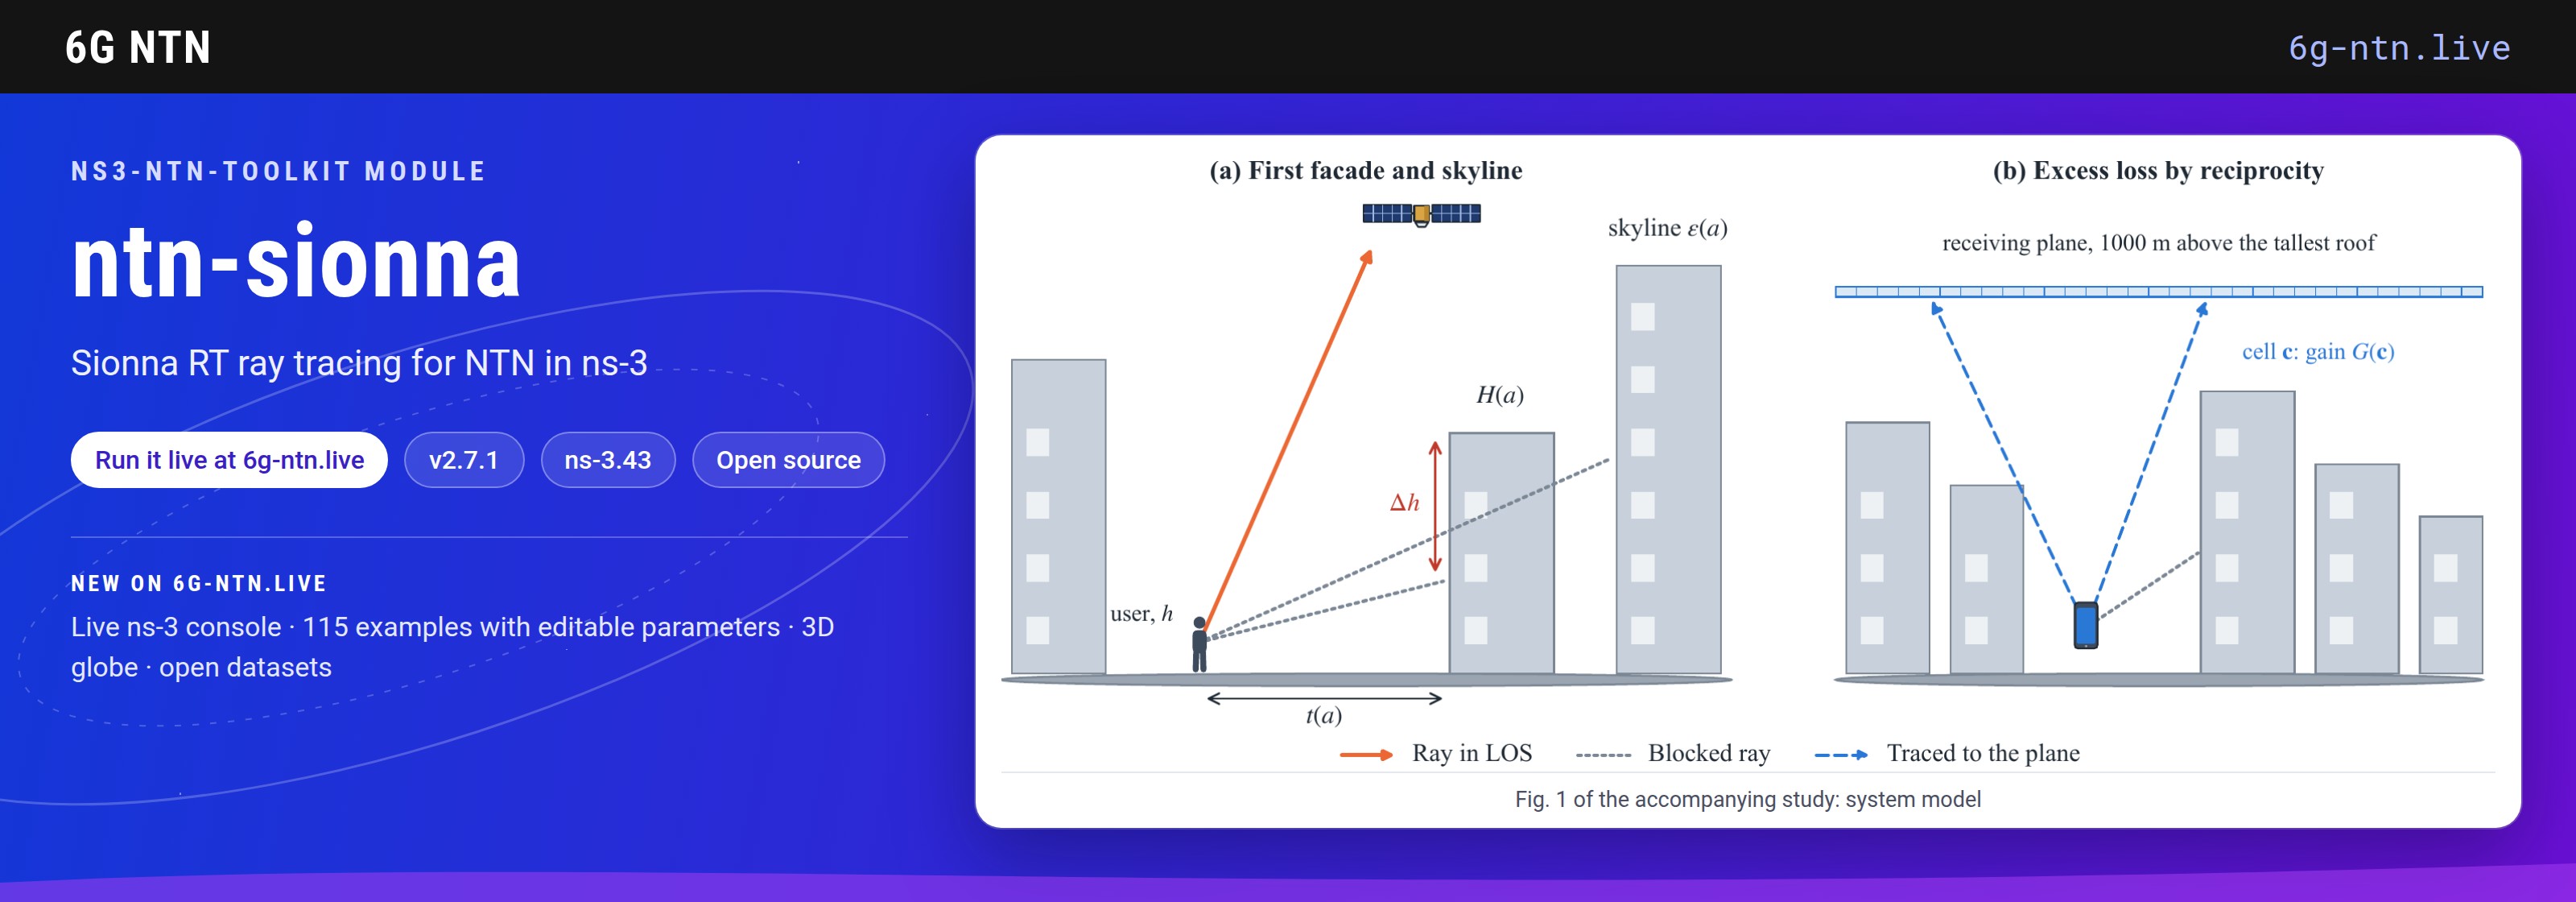 6G NTN
6g-ntn.live
NS3-NTN-TOOLKIT MODULE
ntn-sionna
Sionna RT ray tracing for NTN in ns-3
Run it live at 6g-ntn.live
v2.7.1
ns-3.43
Open source
NEW ON 6G-NTN.LIVE
Live ns-3 console · 115 examples with editable parameters · 3D
globe · open datasets
(a) First facade and skyline
skyline ε(a)
H(a)
Δh
user, h
t(a)
(b) Excess loss by reciprocity
receiving plane, 1000 m above the tallest roof
cell c: gain G(c)
Ray in LOS
Blocked ray
Traced to the plane
Fig. 1 of the accompanying study: system model